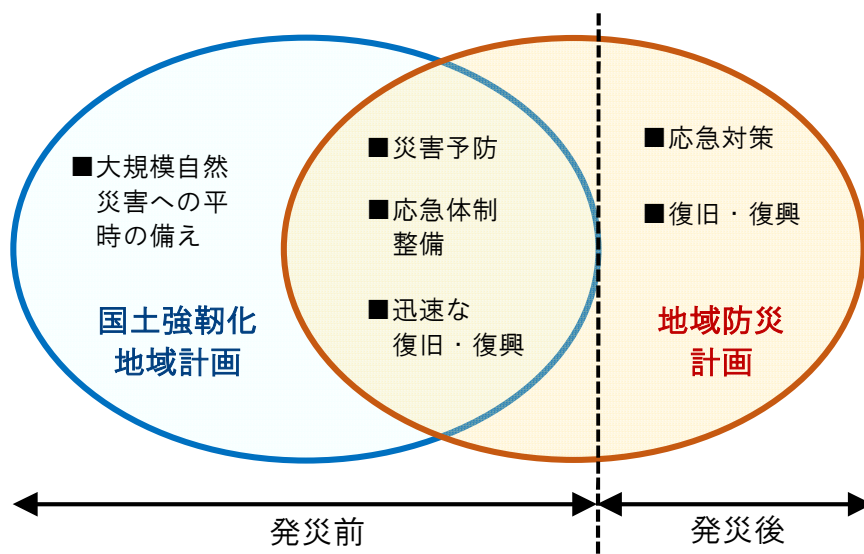 ■大規模自然
災害への平
時の備え
国土強靭化
地域計画
■災害予防
■応急体制
整備
■迅速な
復旧・復興
■応急対策
■復旧・復興
地域防災
計画
発災前
発災後